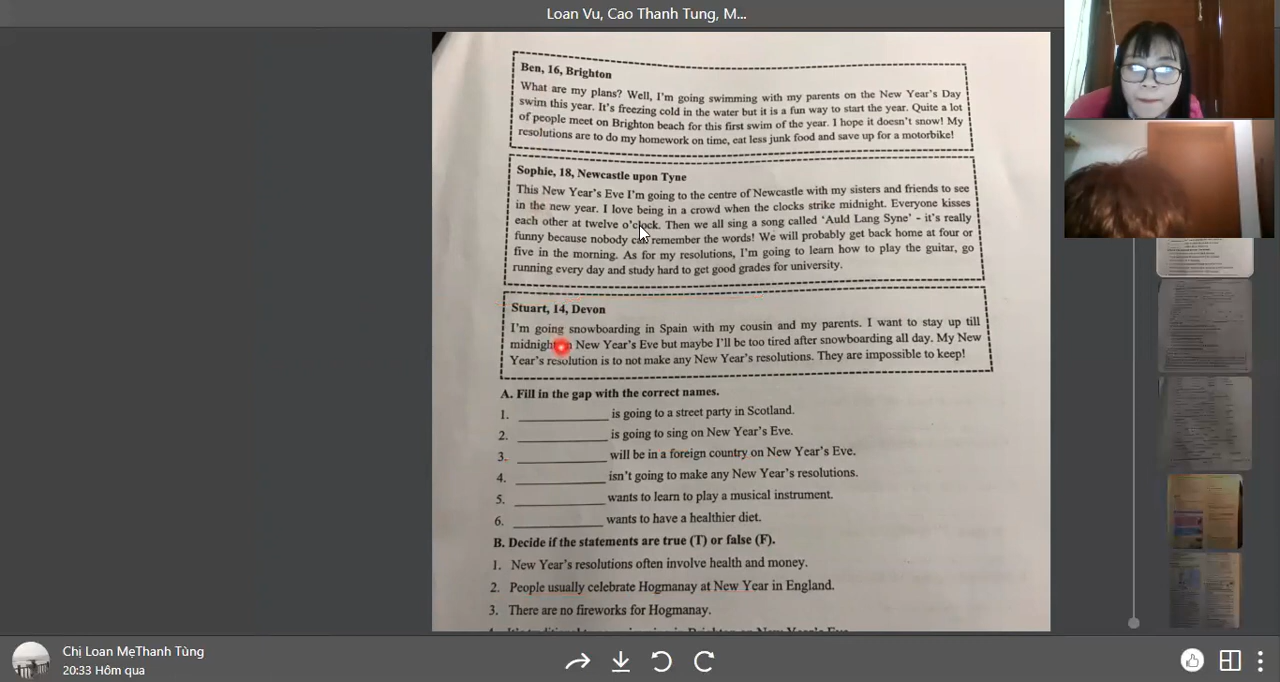 Loan Vu, Cao Thanh Tung, M...
Ben, 16, Brighton
What are my plans? Well, I'm going swimming with my parents on the New Year's Day
swim this year. It's freezing cold in the water but it is a fun way to start the year. Quite a lot
of people meet on Brighton beach for this first swim of the year. I hope it doesn't snow! My
resolutions are to do my homework on time, eat less junk food and save up for a motorbike!
Sophie, 18, Newcastle upon Tyne
This New Year's Eve I'm going to the centre of Newcastle with my sisters and friends to see
in the new year. I love being in a crowd when the clocks strike midnight. Everyone kisses
each other at twelve o'clock. Then we all sing a song called 'Auld Lang Syne' - it's really
funny because nobody can remember the words! We will probably get back home at four or
five in the morning. As for my resolutions, I'm going to learn how to play the guitar, go
running every day and study hard to get good grades for university.
Stuart, 14, Devon
I'm going snowboarding in Spain with my cousin and my parents. I want to stay up till
midnight on New Year's Eve but maybe I'll be too tired after snowboarding all day. My New
Year's resolution is to not make any New Year's resolutions. They are impossible to keep!
A. Fill in the gap with the correct names.
1. ____________ is going to a street party in Scotland.
2. ____________ is going to sing on New Year's Eve.
3. ____________ will be in a foreign country on New Year's Eve.
4. ____________ isn't going to make any New Year's resolutions.
5. ____________ wants to learn to play a musical instrument.
6. ____________ wants to have a healthier diet.
B. Decide if the statements are true (T) or false (F).
1. New Year's resolutions often involve health and money.
2. People usually celebrate Hogmanay at New Year in England.
3. There are no fireworks for Hogmanay.
Chị Loan MẹThanh Tùng
20:33 Hôm qua